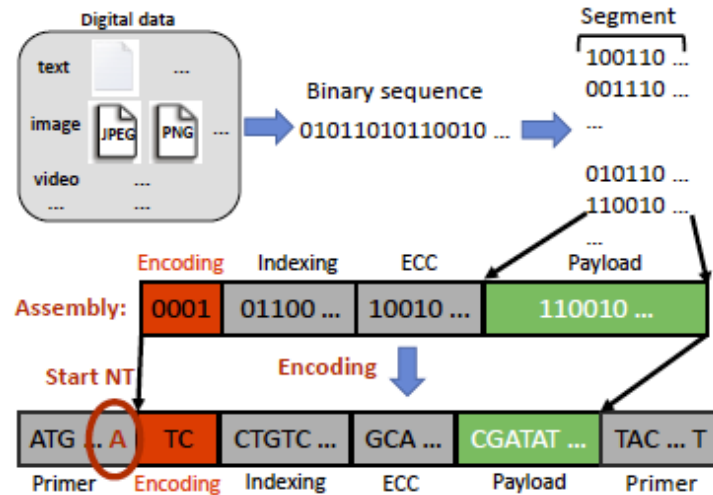 Digital data
text ...
image JPEG PNG ...
video ...
... ...
Binary sequence
01011010110010 ...
Segment
100110 ...
001110 ...
...
010110 ...
110010 ...
...
Encoding Indexing ECC Payload
Assembly: 0001 01100 ... 10010 ... 110010 ...
Start NT Encoding
ATG ... A TC CTGTC ... GCA ... CGATAT ... TAC ... T
Primer Encoding Indexing ECC Payload Primer